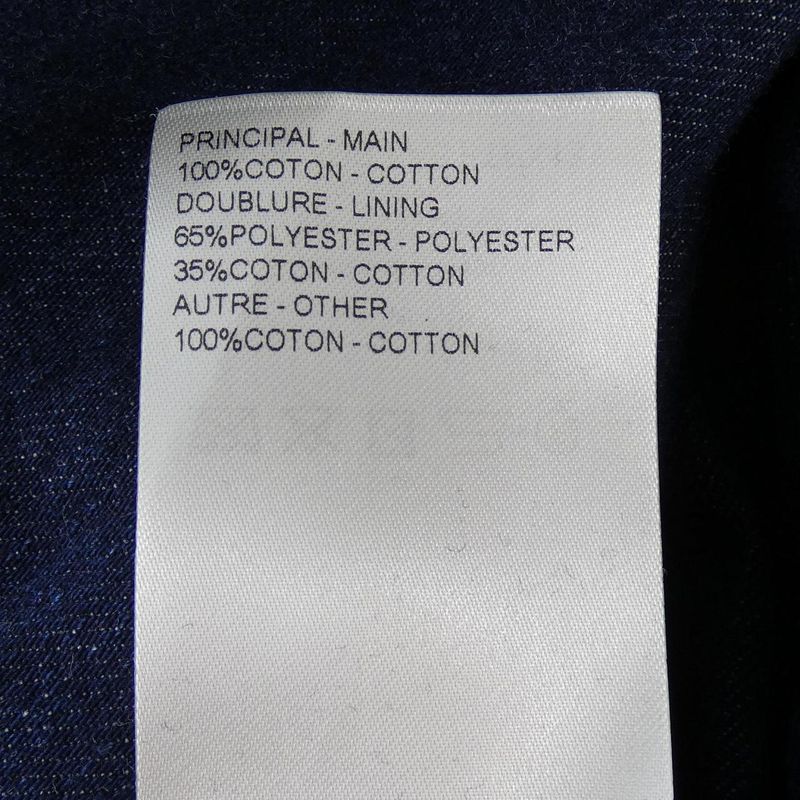 PRINCIPAL - MAIN
100%COTON - COTTON
DOUBLURE - LINING
65%POLYESTER - POLYESTER
35%COTON - COTTON
AUTRE - OTHER
100%COTON - COTTON